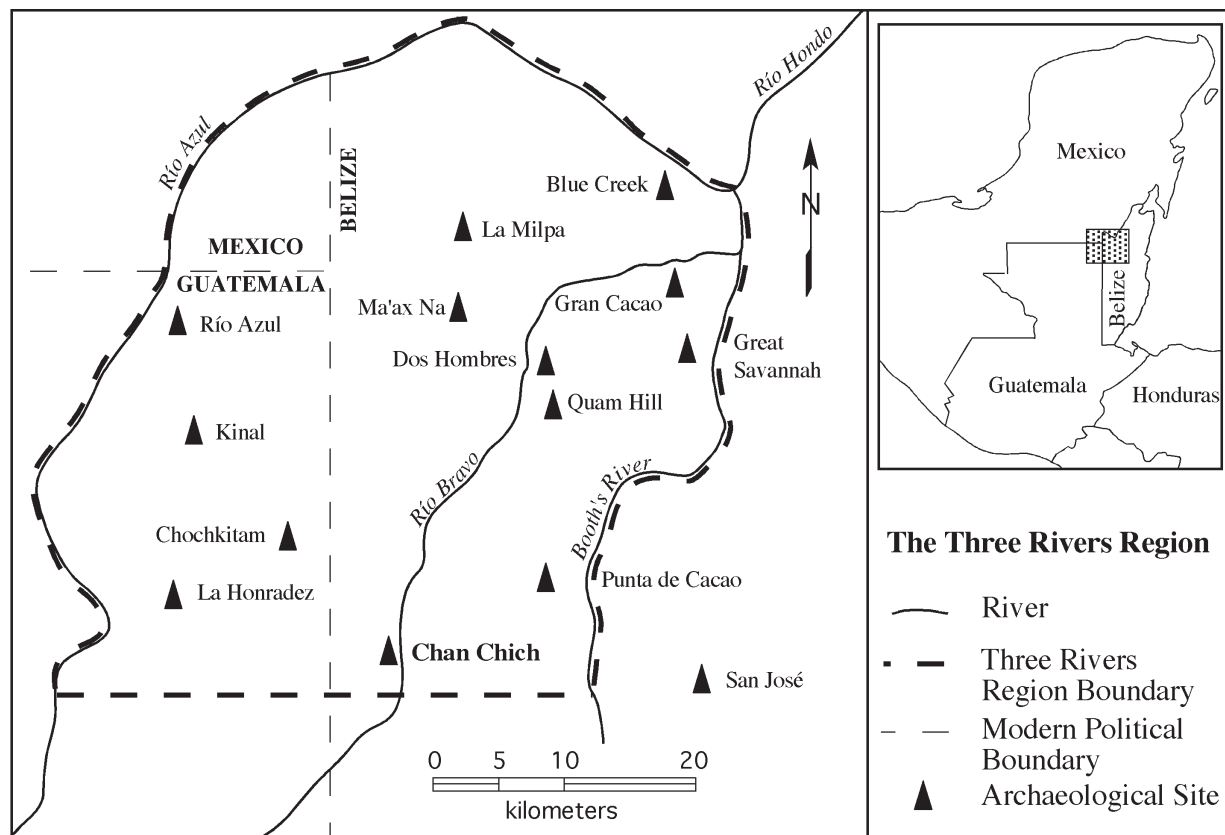 Río Azul
Río Hondo
BELIZE
Blue Creek
La Milpa
N
MEXICO
GUATEMALA
Río Azul
Ma'ax Na
Gran Cacao
Dos Hombres
Great
Savannah
Quam Hill
Kinal
Río Bravo
Booth's River
Chochkitam
La Honradez
Punta de Cacao
Chan Chich
San José
0 5 10 20
kilometers
Mexico
Belize
Guatemala
Honduras
The Three Rivers Region
River
Three Rivers
Region Boundary
Modern Political
Boundary
Archaeological Site